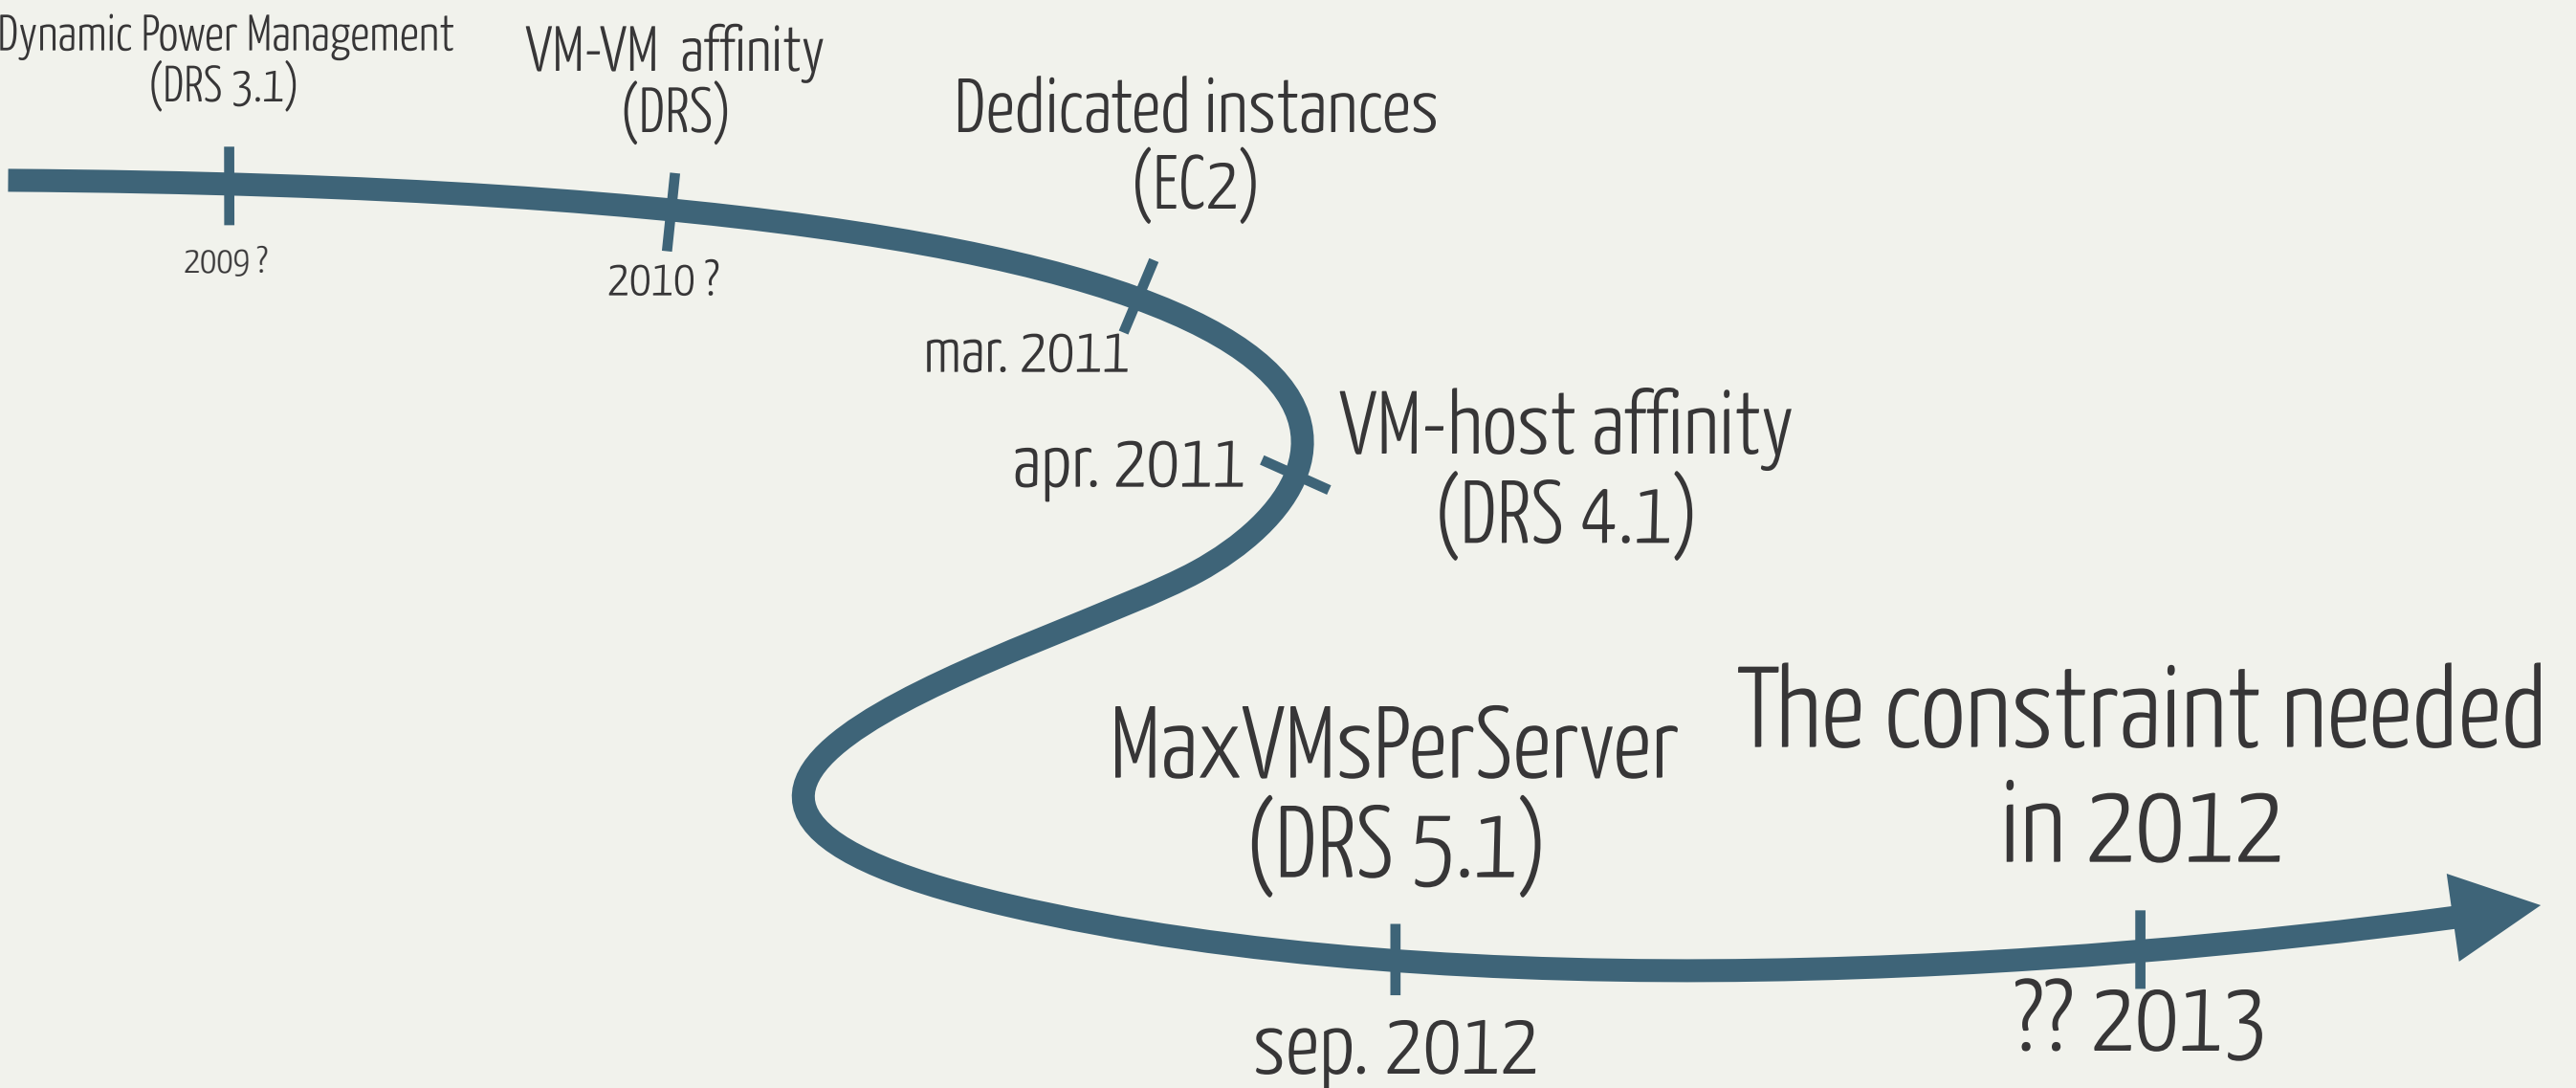 Dynamic Power Management
(DRS 3.1)
2009 ?
VM-VM affinity
(DRS)
2010 ?
Dedicated instances
(EC2)
mar. 2011
apr. 2011
VM-host affinity
(DRS 4.1)
MaxVMsPerServer
(DRS 5.1)
sep. 2012
The constraint needed
in 2012
?? 2013